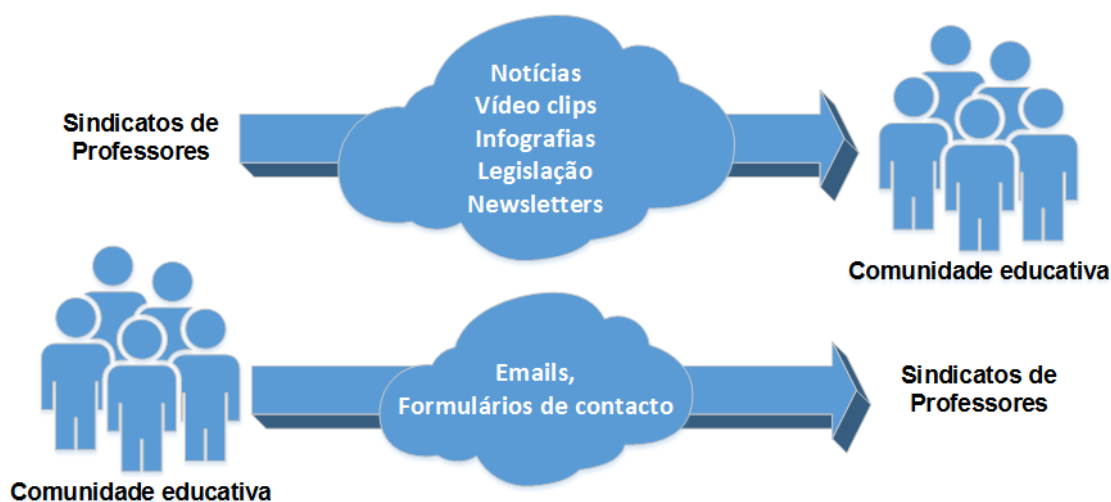 Sindicatos de
Professores
Notícias
Vídeo clips
Infografias
Legislação
Newsletters
Comunidade educativa
Comunidade educativa
Emails,
Formulários de contacto
Sindicatos de
Professores